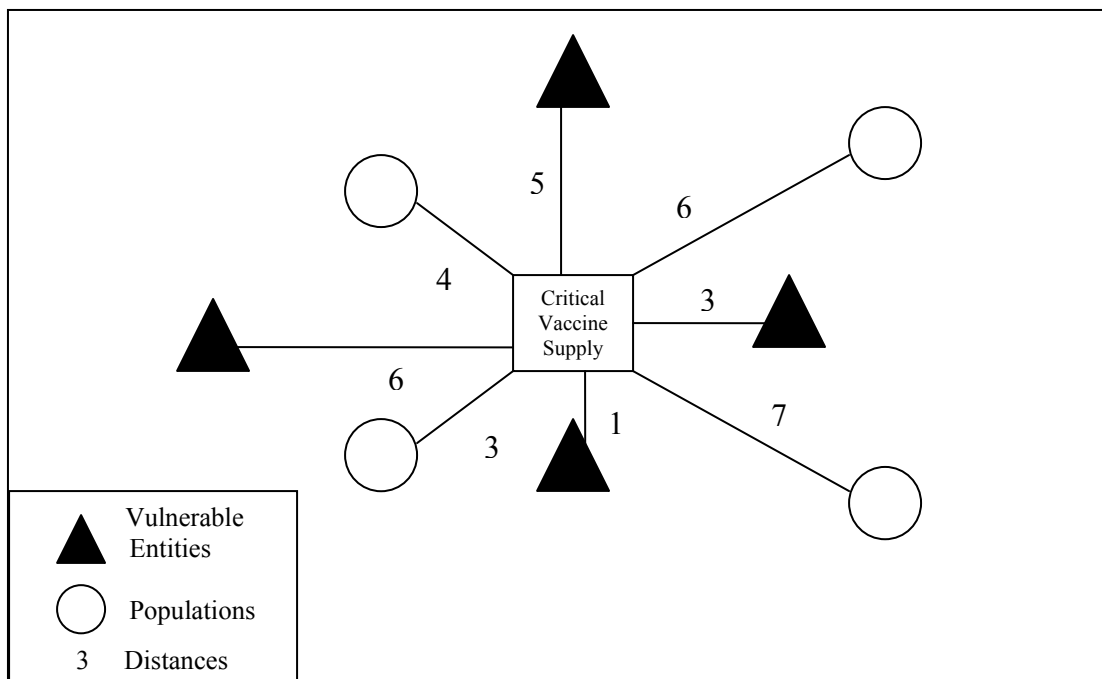 5
6
4
Critical
Vaccine
Supply
3
6
3
1
7
Vulnerable
Entities
Populations
3 Distances